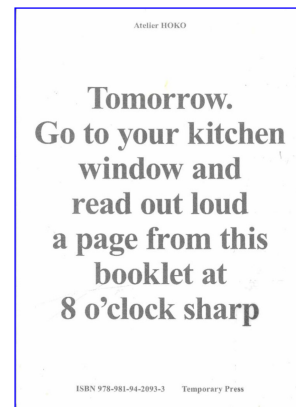 Atelier HOKO
Tomorrow.
Go to your kitchen
window and
read out loud
a page from this
booklet at
8 o’clock sharp
ISBN 978-981-94-2093-3 Temporary Press